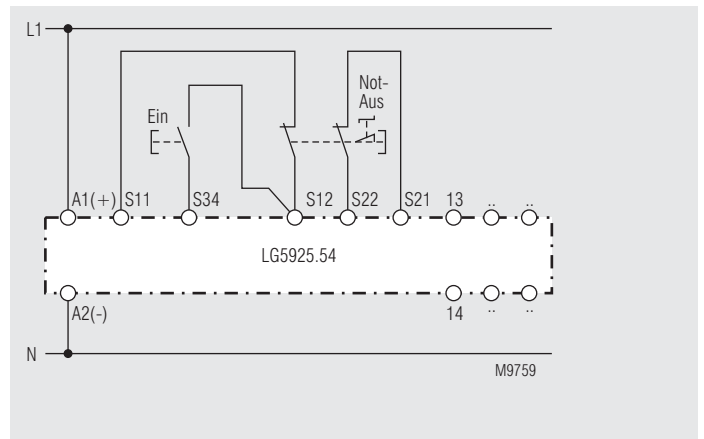 L1
Not-
Aus
Ein
A1(+) S11 S34 S12 S22 S21 13 .. ..
LG5925.54
A2(-) 14 .. ..
N
M9759